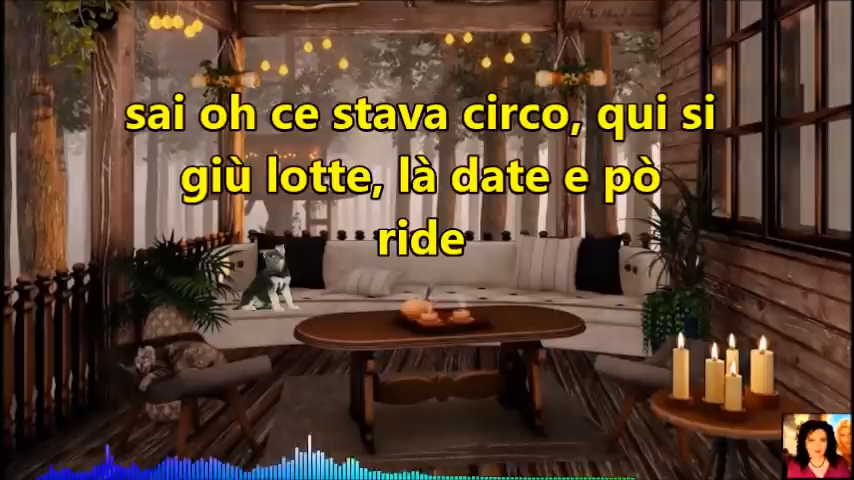 sai oh ce stava circo, qui si
giù lotte, là date e pò
ride